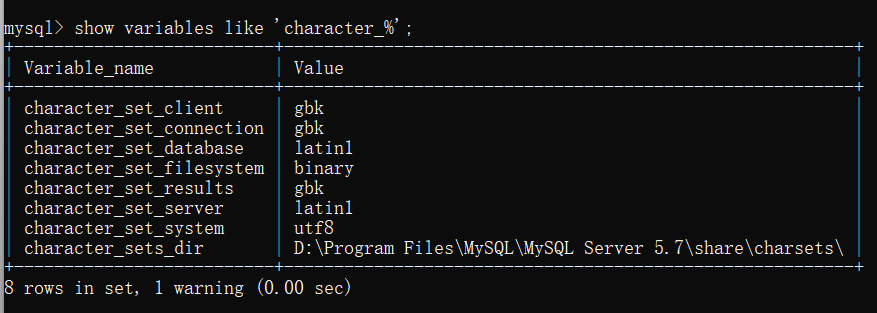 mysql> show variables like 'character_%';
Variable_name Value
character_set_client gbk
character_set_connection gbk
character_set_database latin1
character_set_filesystem binary
character_set_results gbk
character_set_server latin1
character_set_system utf8
character_sets_dir D:\Program Files\MySQL\MySQL Server 5.7\share\charsets\
8 rows in set, 1 warning (0.00 sec)